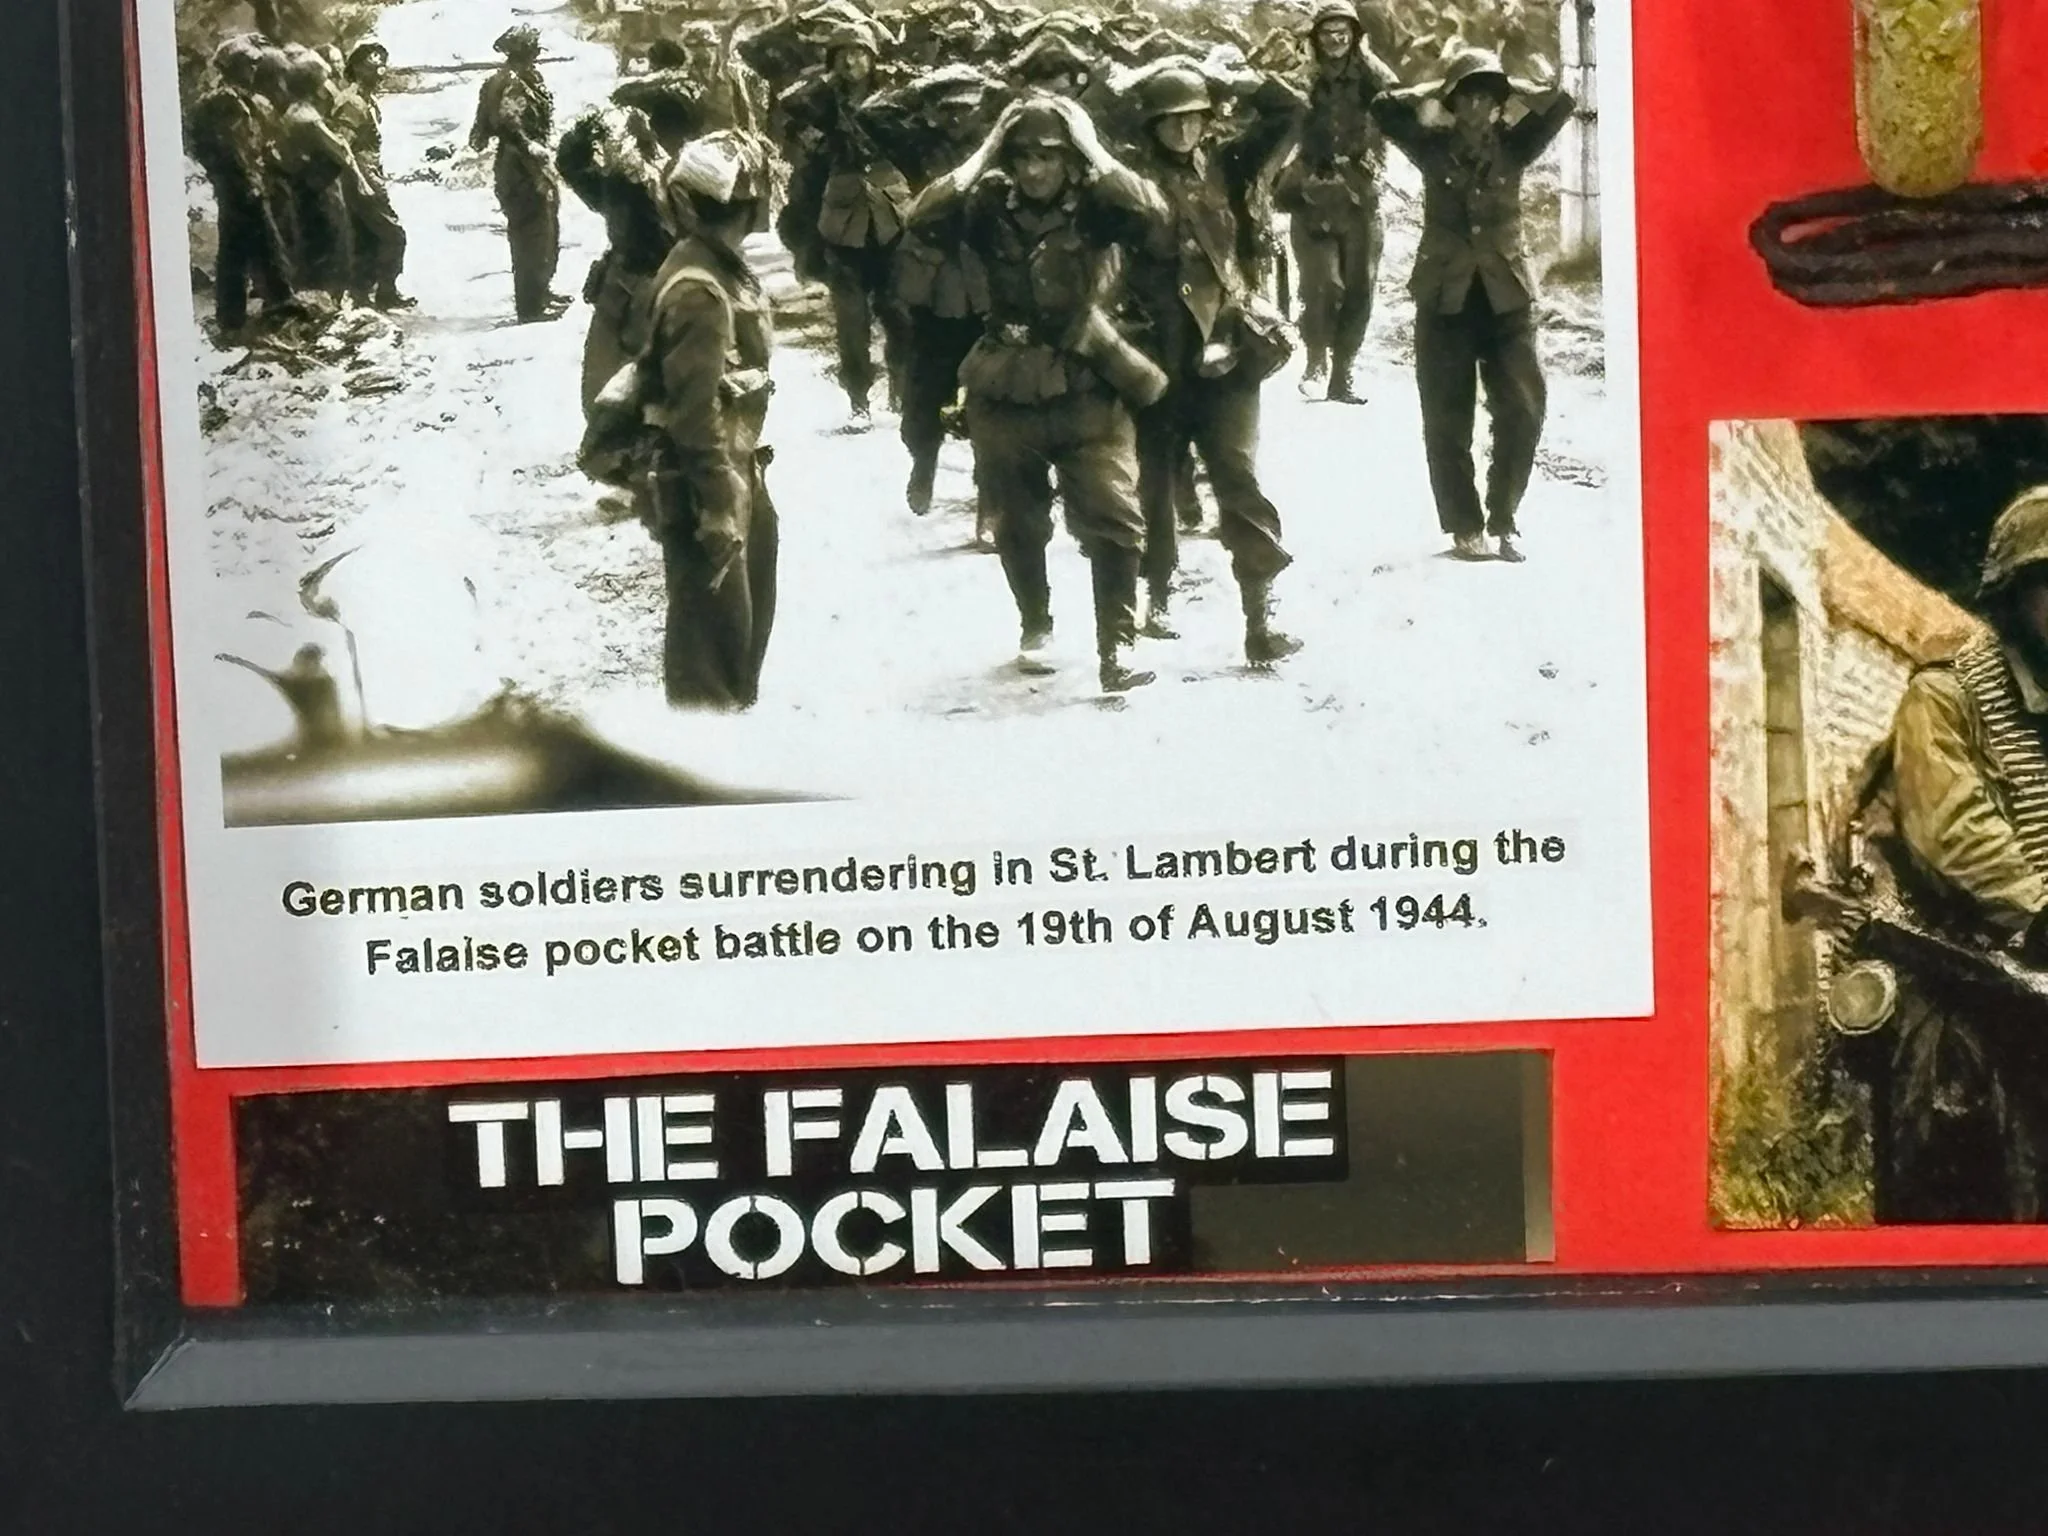 German soldiers surrendering in St. Lambert during the
Falaise pocket battle on the 19th of August 1944.
THE FALAISE
POCKET